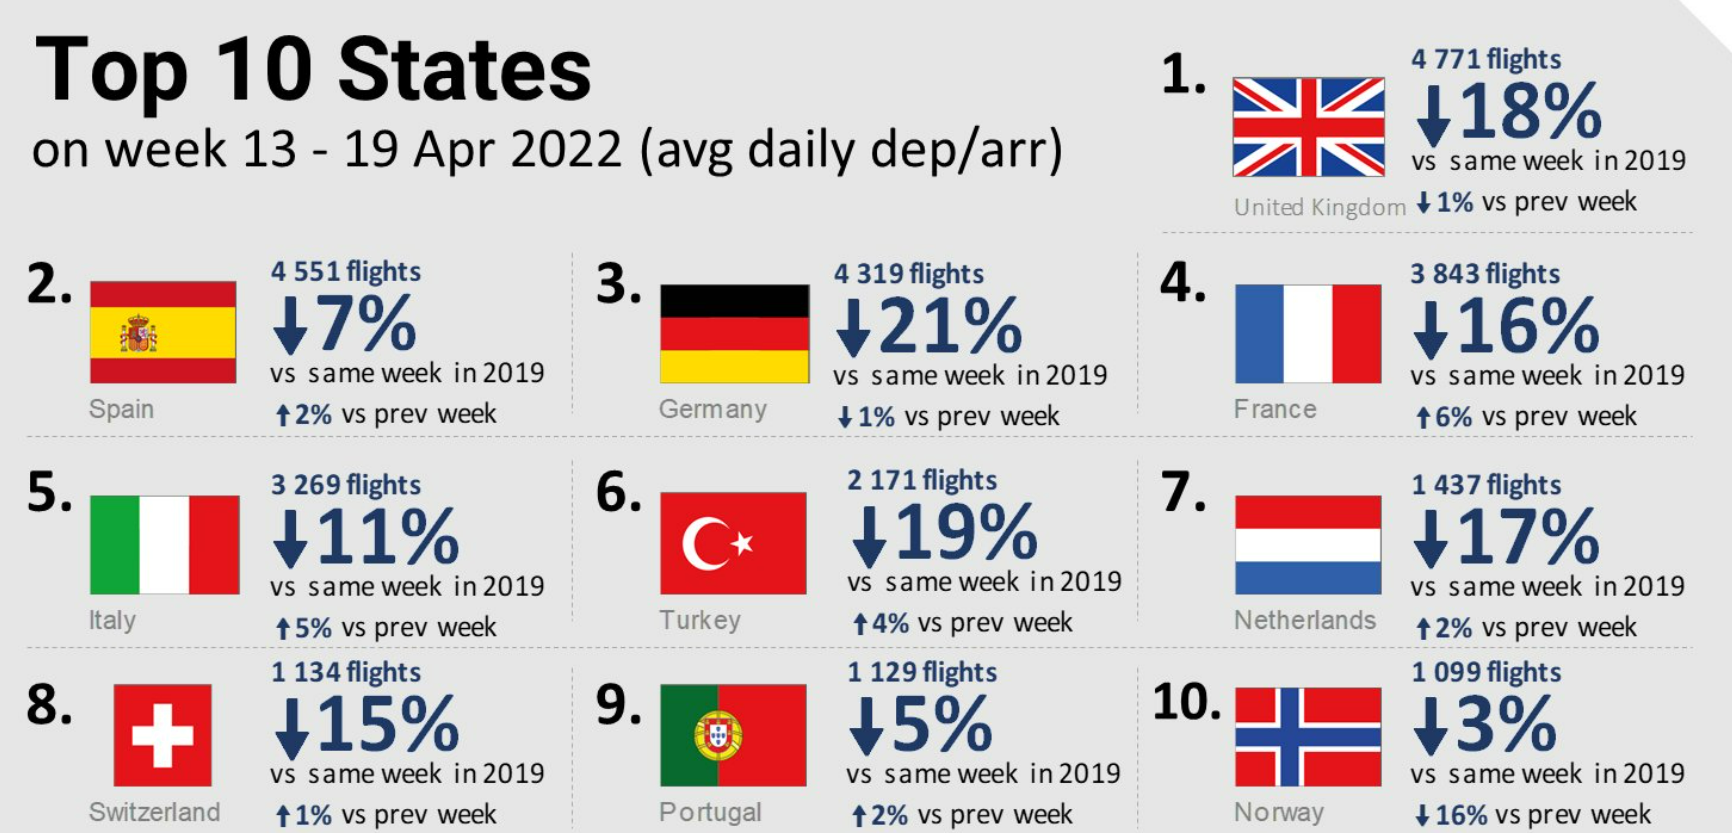 Top 10 States
on week 13 - 19 Apr 2022 (avg daily dep/arr)
1.
United Kingdom
4 771 flights
↓18%
vs same week in 2019
↓1% vs prev week
2.
Spain
4 551 flights
↓7%
vs same week in 2019
↑2% vs prev week
3.
Germany
4 319 flights
↓21%
vs same week in 2019
↓1% vs prev week
4.
France
3 843 flights
↓16%
vs same week in 2019
↑6% vs prev week
5.
Italy
3 269 flights
↓11%
vs same week in 2019
↑5% vs prev week
6.
Turkey
2 171 flights
↓19%
vs same week in 2019
↑4% vs prev week
7.
Netherlands
1 437 flights
↓17%
vs same week in 2019
↑2% vs prev week
8.
Switzerland
1 134 flights
↓15%
vs same week in 2019
↑1% vs prev week
9.
Portugal
1 129 flights
↓5%
vs same week in 2019
↑2% vs prev week
10.
Norway
1 099 flights
↓3%
vs same week in 2019
↓16% vs prev week